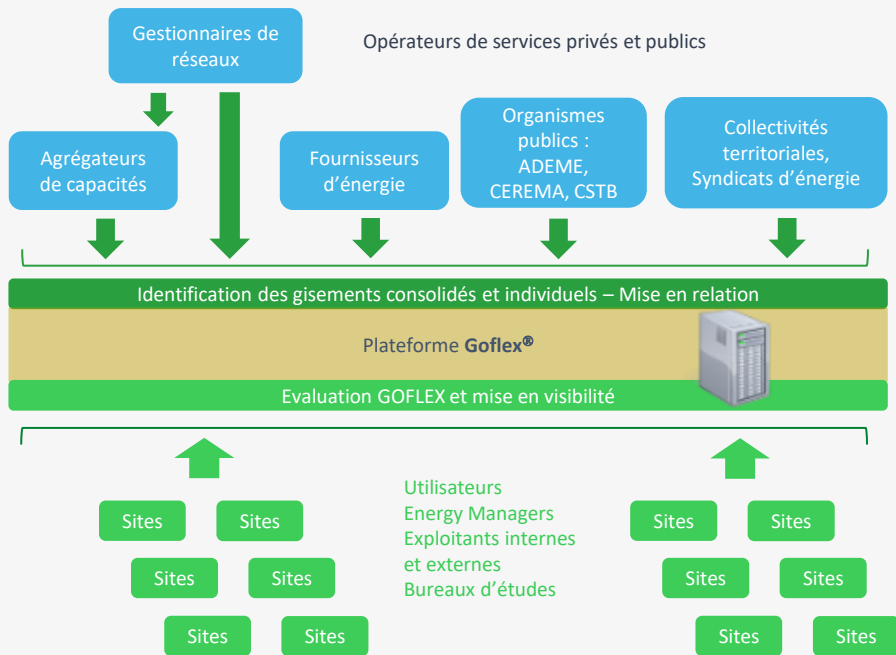 Gestionnaires de
réseaux
Opérateurs de services privés et publics
Agrégateurs
de capacités
Fournisseurs
d’énergie
Organismes
publics :
ADEME,
CEREMA, CSTB
Collectivités
territoriales,
Syndicats d’énergie
Identification des gisements consolidés et individuels – Mise en relation
Plateforme Goflex®
Evaluation GOFLEX et mise en visibilité
Utilisateurs
Energy Managers
Exploitants internes
et externes
Bureaux d’études
Sites
Sites
Sites
Sites
Sites
Sites
Sites
Sites
Sites
Sites
Sites
Sites